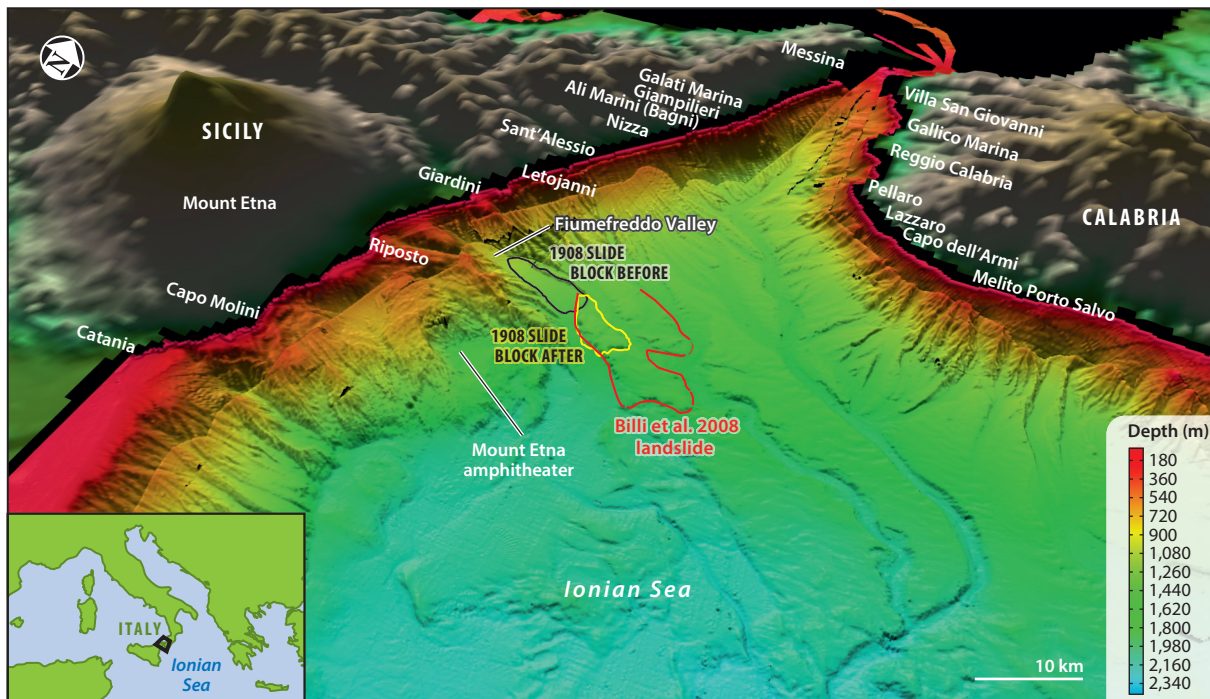 N
SICILY
Mount Etna
Messina
Galati Marina
Giampilieri
Ali Marini (Bagni)
Nizza
Sant’Alessio
Letojanni
Giardini
Riposto
Capo Molini
Catania
Villa San Giovanni
Gallico Marina
Reggio Calabria
Pellaro
Lazzaro
Capo dell’Armi
Melito Porto Salvo
CALABRIA
Fiumefreddo Valley
1908 SLIDE
BLOCK BEFORE
1908 SLIDE
BLOCK AFTER
Billi et al. 2008
landslide
Mount Etna
amphitheater
Ionian Sea
10 km
Depth (m)
180
360
540
720
900
1,080
1,260
1,440
1,620
1,800
1,980
2,160
2,340
ITALY
Ionian
Sea